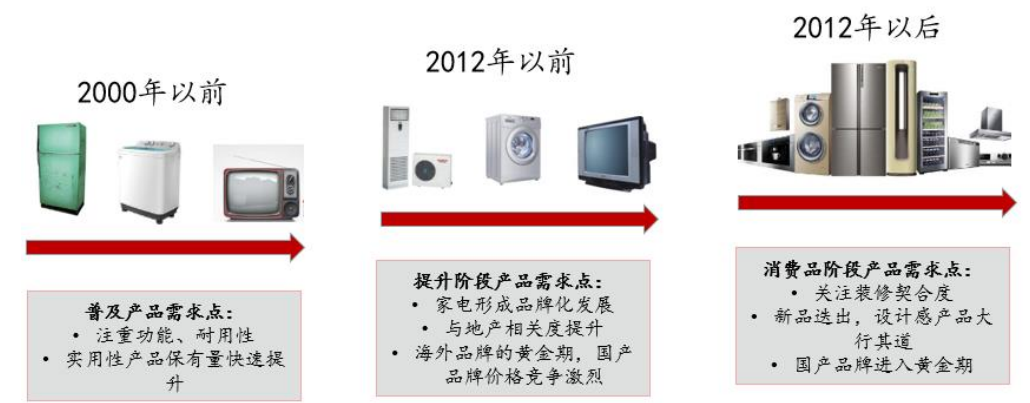 2000年以前
普及产品需求点：
• 注重功能、耐用性
• 实用性产品保有量快速提
升
2012年以前
提升阶段产品需求点：
• 家电形成品牌化发展
• 与地产相关度提升
• 海外品牌的黄金期，国产
品牌价格竞争激烈
2012年以后
消费品阶段产品需求点：
• 关注装修契合度
• 新品迭出，设计感产品大
行其道
• 国产品牌进入黄金期